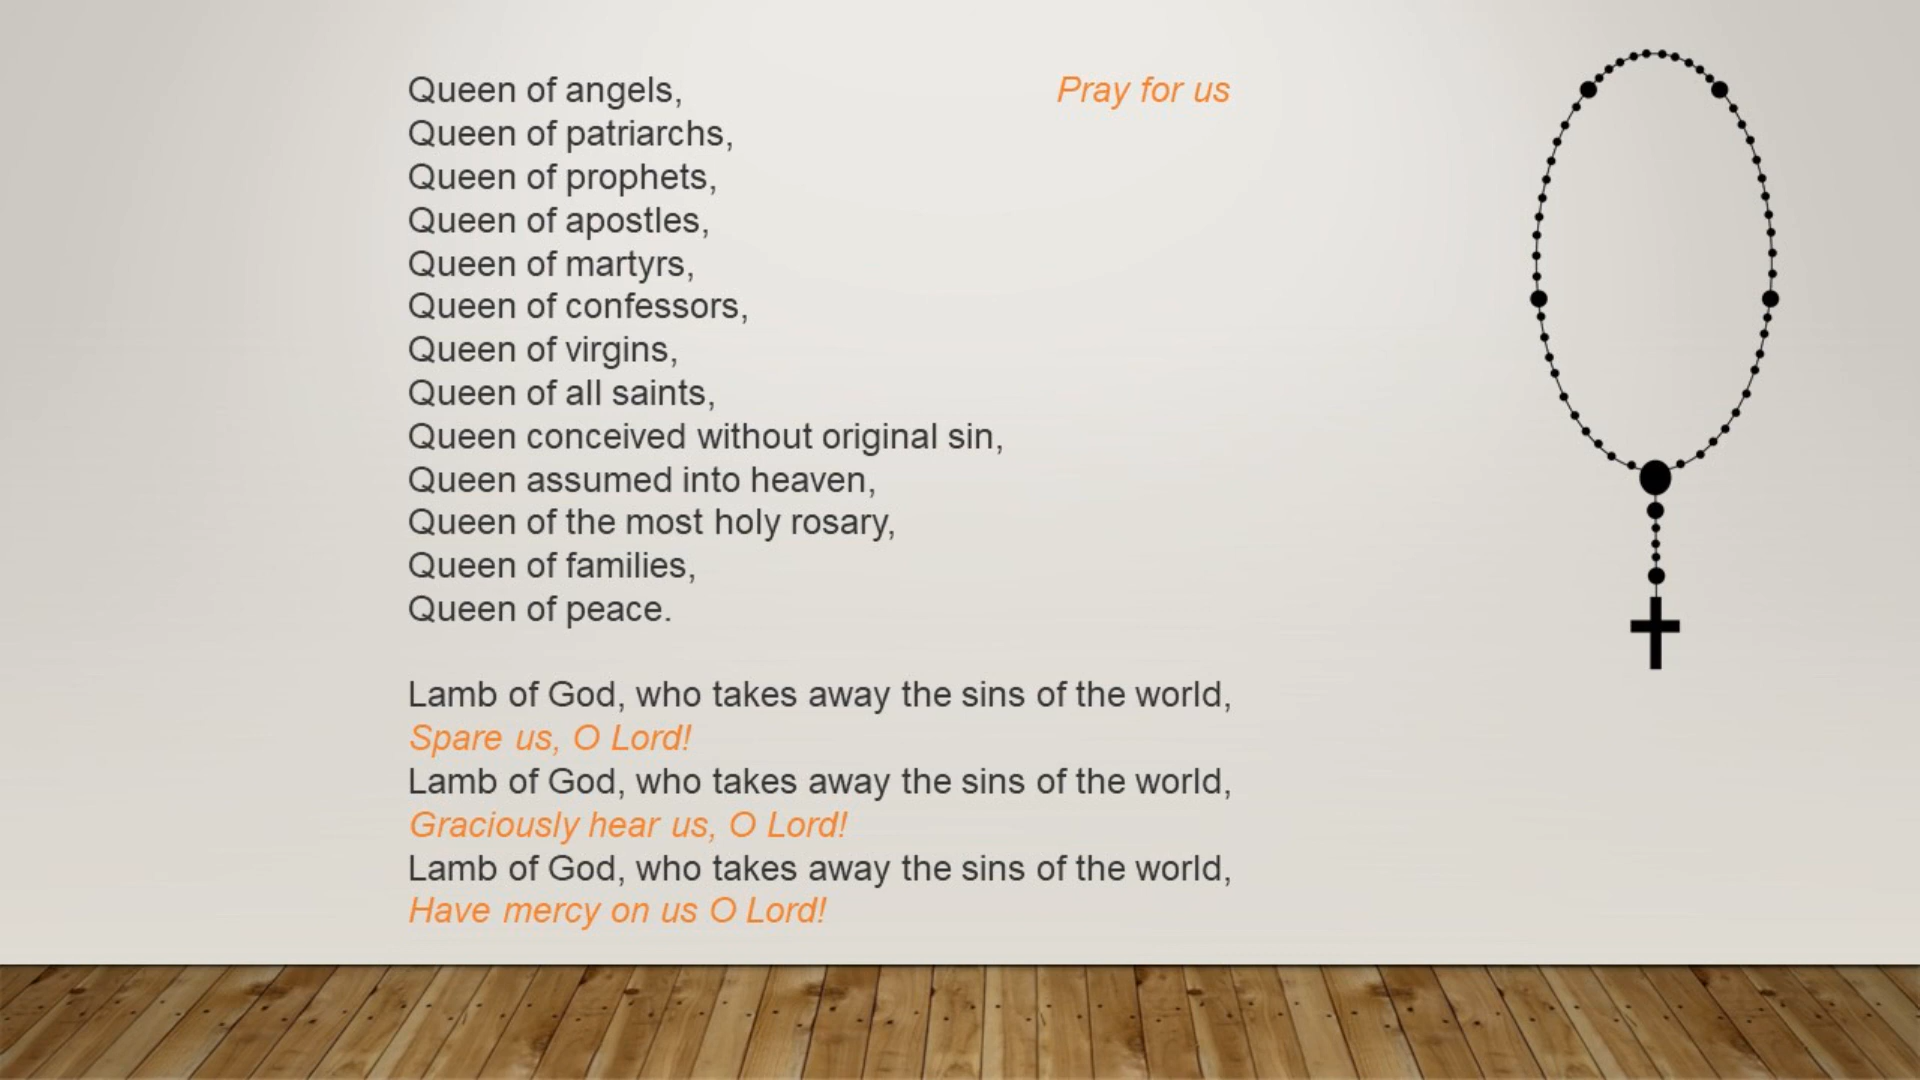 Queen of angels, Pray for us
Queen of patriarchs,
Queen of prophets,
Queen of apostles,
Queen of martyrs,
Queen of confessors,
Queen of virgins,
Queen of all saints,
Queen conceived without original sin,
Queen assumed into heaven,
Queen of the most holy rosary,
Queen of families,
Queen of peace.
Lamb of God, who takes away the sins of the world,
Spare us, O Lord!
Lamb of God, who takes away the sins of the world,
Graciously hear us, O Lord!
Lamb of God, who takes away the sins of the world,
Have mercy on us O Lord!